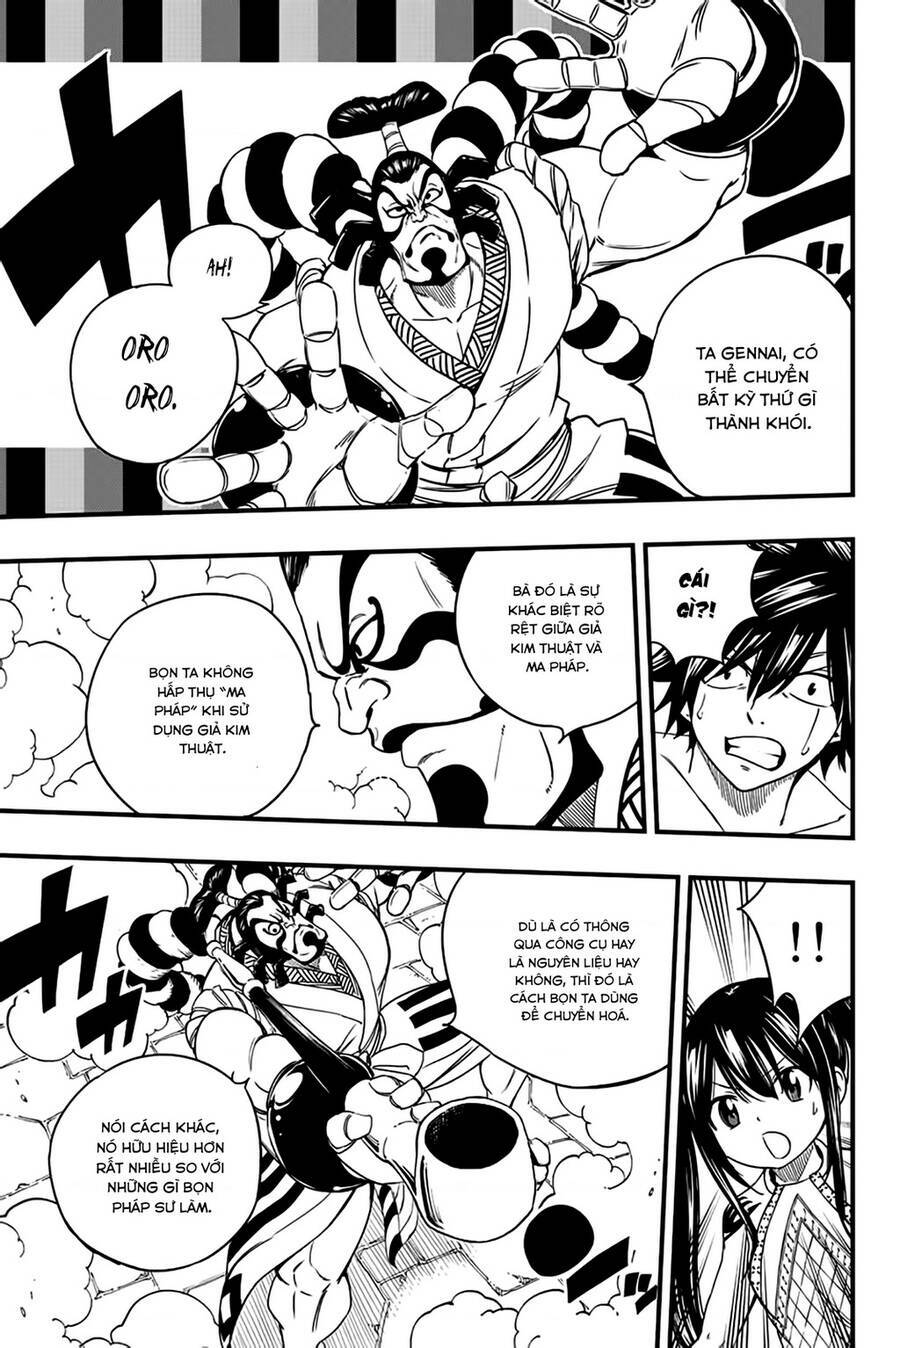 TA GENNAI, CÓ
THỂ CHUYỂN
BẤT KỲ THỨ GÌ
THÀNH KHÓI.
AH!
ORO
ORO.
CÁI
GÌ?!
BÀ ĐÓ LÀ SỰ
KHÁC BIỆT RÕ
RỆT GIỮA GIẢ
KIM THUẬT VÀ
MA PHÁP.
BỌN TA KHÔNG
HẤP THỤ “MA
PHÁP” KHI SỬ
DỤNG GIẢ KIM
THUẬT.
!!
DÙ LÀ CÓ THÔNG
QUA CÔNG CỤ HAY
LÀ NGUYÊN LIỆU HAY
KHÔNG, THÌ ĐÓ LÀ
CÁCH BỌN TA DÙNG
ĐỂ CHUYỂN HOÁ.
NÓI CÁCH KHÁC,
NÓ HỮU HIỆU HƠN
RẤT NHIỀU SO VỚI
NHỮNG GÌ BỌN
PHÁP SƯ LÀM.